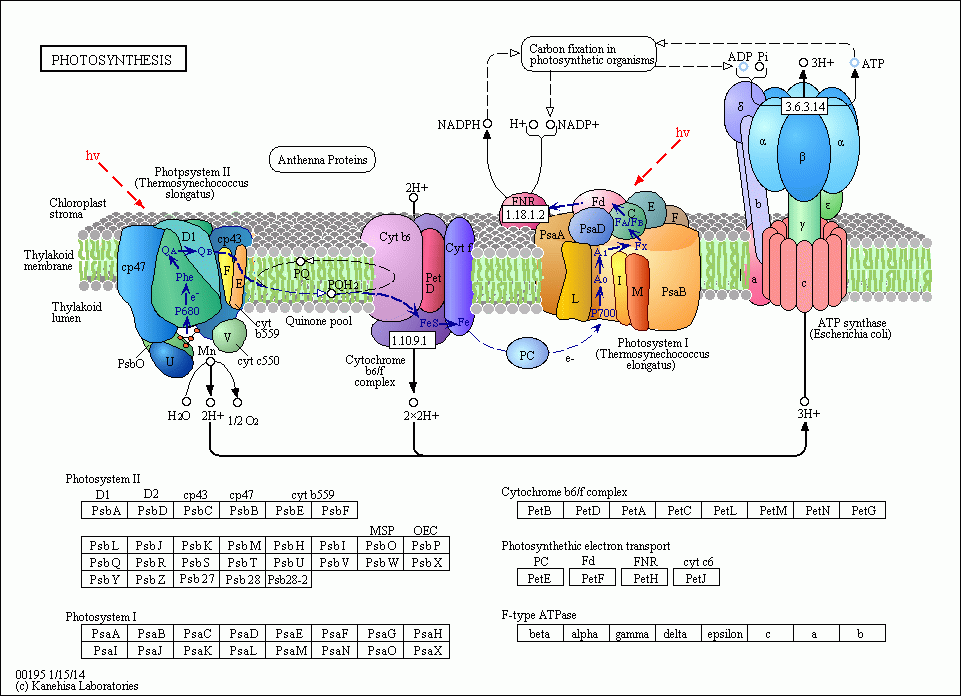 PHOTOSYNTHESIS
Carbon fixation in
photosynthetic organisms
ADP Pi
3H+
ATP
3.6.3.14
NADPH
H+
NADP+
hν
hν
Anthenna Proteins
Photpsystem II
(Thermosynechococcus
elongatus)
2H+
Chloroplast
stroma
Thylakoid
membrane
Thylakoid
lumen
D1
cp43
cp47
QA
QB
Phe
F
E
e-
P680
V
U
PsbO
Mn
cyt
b559
cyt c550
PQ
PQH2
Quinone pool
Cyt b6
Cyt f
Pet
D
FeS
Fe
1.10.9.1
Cytochrome
b6/f
complex
FNR
1.18.1.2
Fd
PsaA
PsaD
C
E
F
FA/FB
FX
A1
A0
P700
L
I
M
PsaB
PC
e-
Photosystem I
(Thermosynechococcus
elongatus)
δ
α
β
α
b
ε
γ
a
c
ATP synthase
(Escherichia coli)
H2O
2H+
1/2 O2
2×2H+
3H+
Photosystem II
D1 D2 cp43 cp47 cyt b559
PsbA PsbD PsbC PsbB PsbE PsbF
MSP OEC
PsbL PsbJ PsbK PsbM PsbH PsbI PsbO PsbP
PsbQ PsbR PsbS PsbT PsbU PsbV PsbW PsbX
PsbY PsbZ Psb27 Psb28 Psb28-2
Photosystem I
PsaA PsaB PsaC PsaD PsaE PsaF PsaG PsaH
PsaI PsaJ PsaK PsaL PsaM PsaN PsaO PsaX
Cytochrome b6/f complex
PetB PetD PetA PetC PetL PetM PetN PetG
Photosynthethic electron transport
PC Fd FNR cyt c6
PetE PetF PetH PetJ
F-type ATPase
beta alpha gamma delta epsilon c a b
00195 1/15/14
(c) Kanehisa Laboratories